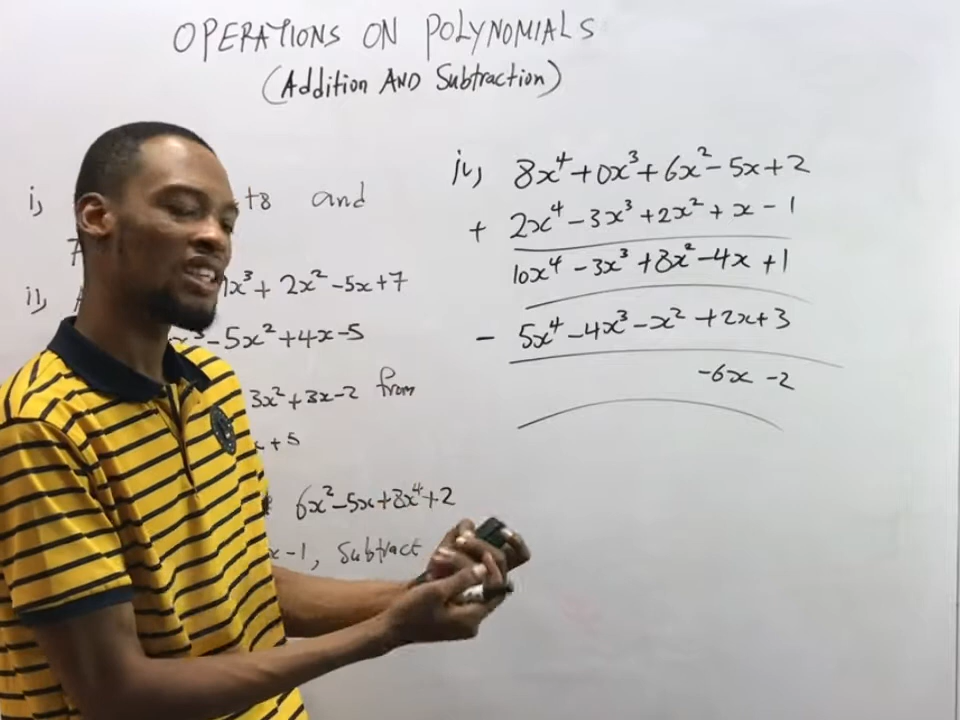 OPERATIONS ON POLYNOMIALS
(Addition AND Subtraction)
i, +8 and
7
ii, x³ + 2x² - 5x + 7
- 5x² + 4x - 5
3x² + 3x - 2 from
x + 5
6x² - 5x + 8x⁴ + 2
x - 1, Subtract
iv, 8x⁴ + 0x³ + 6x² - 5x + 2
+ 2x⁴ - 3x³ + 2x² + x - 1
10x⁴ - 3x³ + 8x² - 4x + 1
- 5x⁴ - 4x³ - x² + 2x + 3
-6x - 2